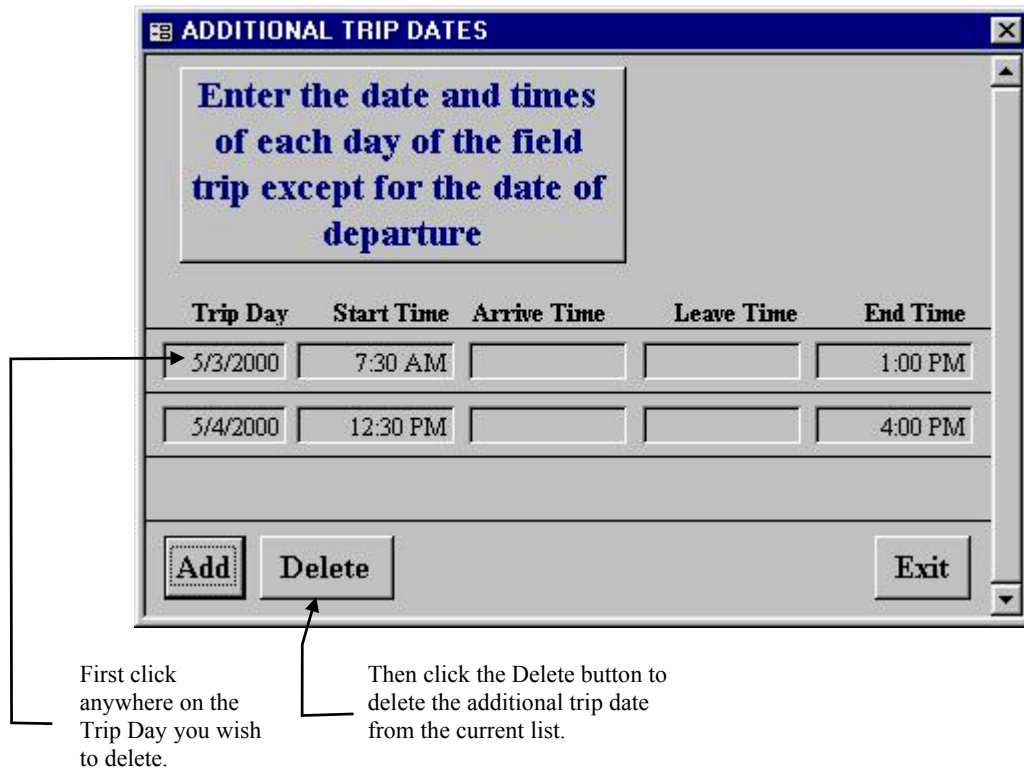 ADDITIONAL TRIP DATES
Enter the date and times
of each day of the field
trip except for the date of
departure
Trip Day Start Time Arrive Time Leave Time End Time
5/3/2000 7:30 AM 1:00 PM
5/4/2000 12:30 PM 4:00 PM
Add Delete Exit
First click
anywhere on the
Trip Day you wish
to delete.
Then click the Delete button to
delete the additional trip date
from the current list.